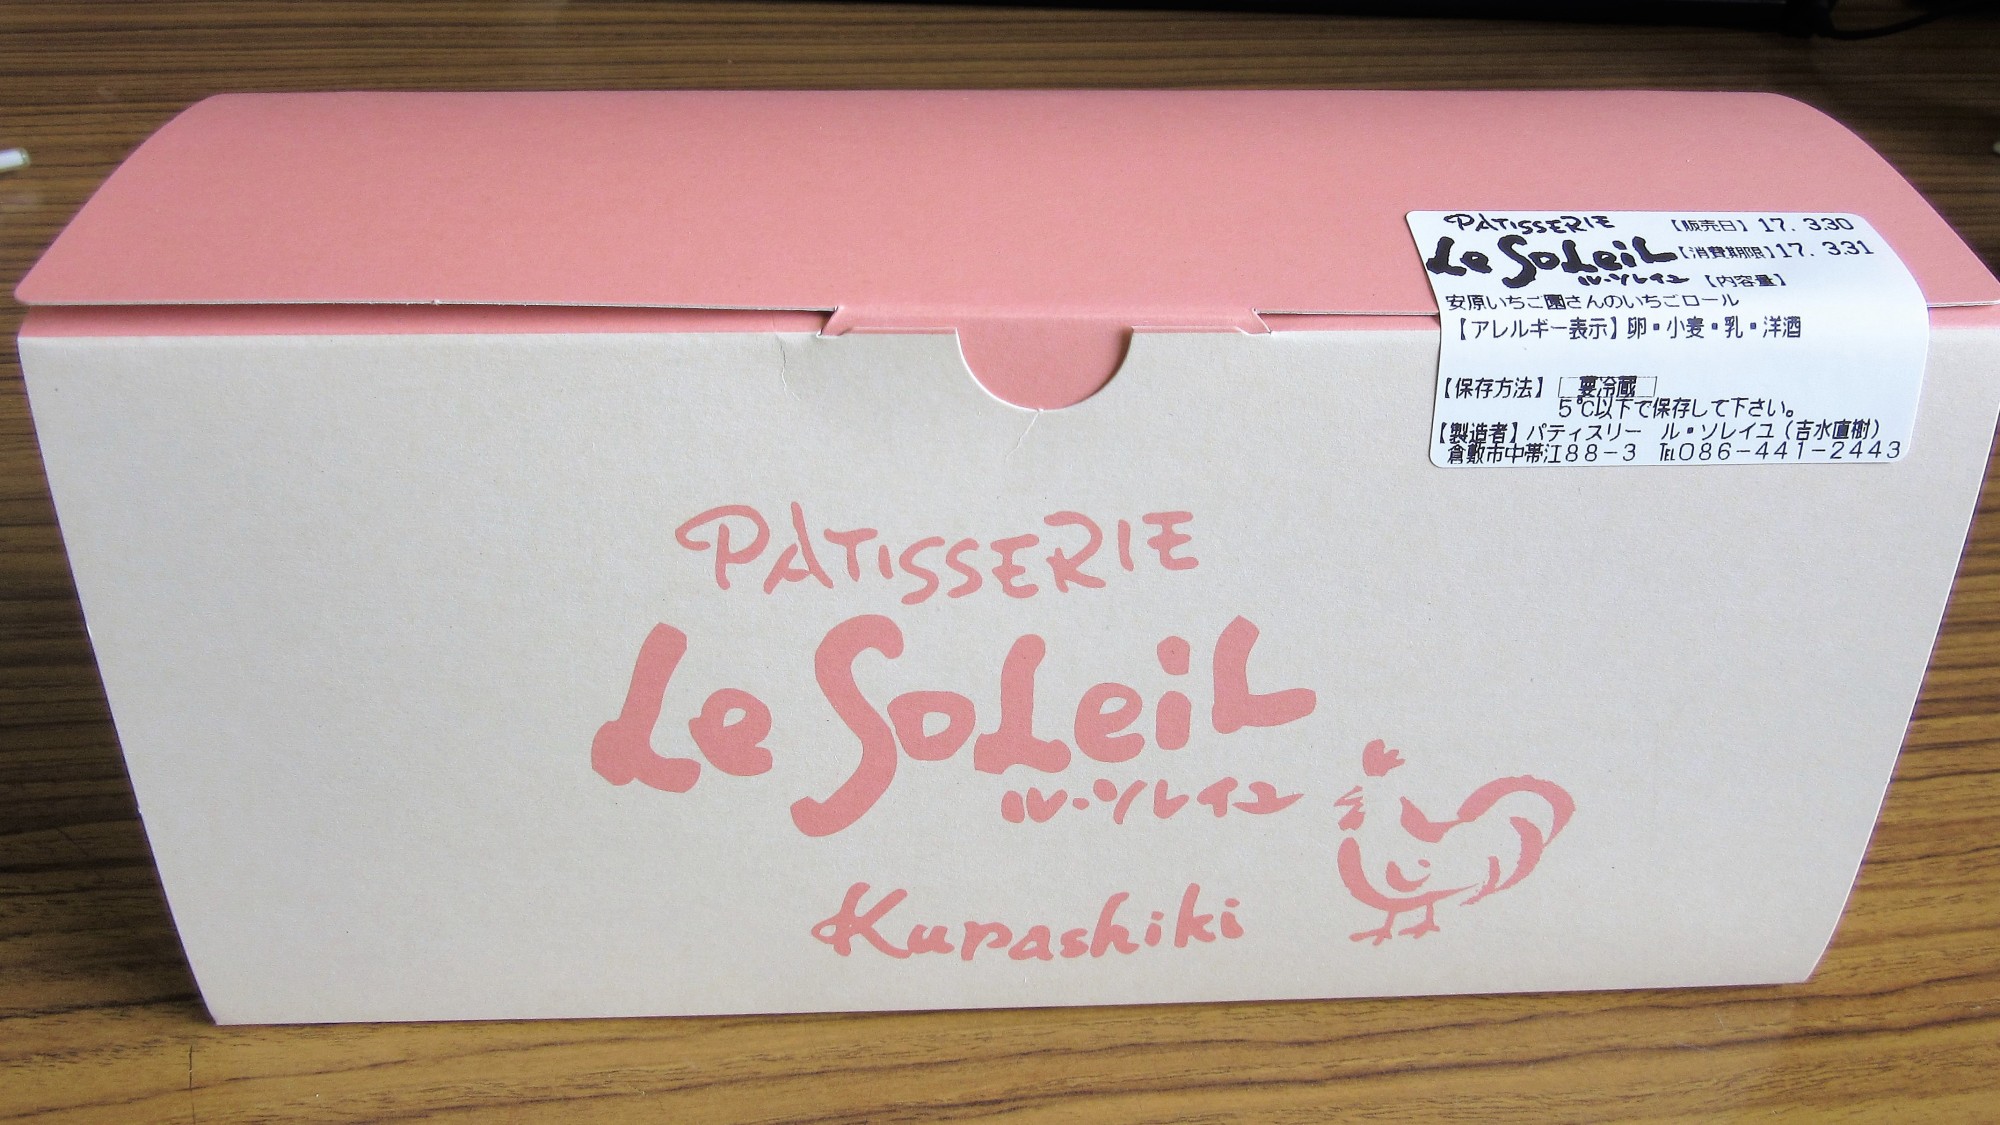 PÂTISSERIE 【販売日】 17. 3.30
Le SoLeiL 【消費期限】17. 3.31
ル・ソレイユ 【内容量】
安原いちご園さんのいちごロール
【アレルギー表示】卵・小麦・乳・洋酒
【保存方法】 要冷蔵
5℃以下で保存して下さい。
【製造者】パティスリー ル・ソレイユ(吉水直樹)
倉敷市中帯江88-3 ℡086-441-2443
PÂTISSERIE
Le SoLeiL
ル・ソレイユ
Kurashiki